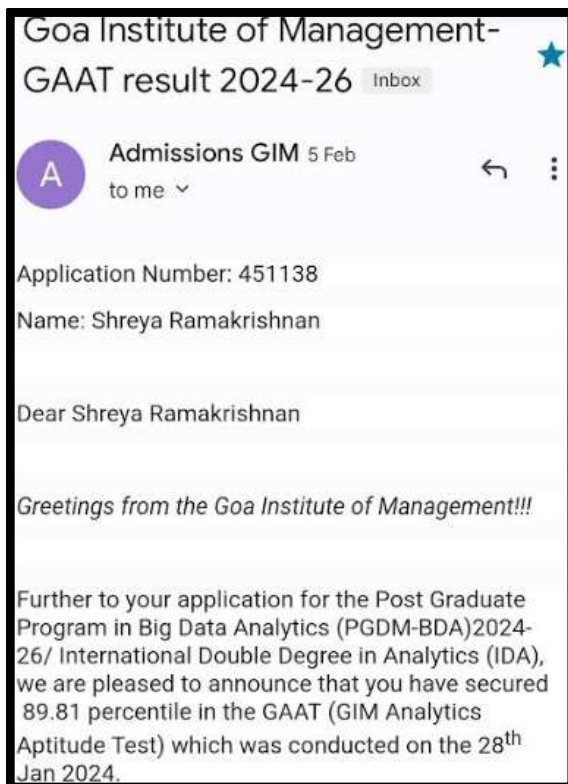 Goa Institute of Management-
GAAT result 2024-26 Inbox
A
Admissions GIM 5 Feb
to me
Application Number: 451138
Name: Shreya Ramakrishnan
Dear Shreya Ramakrishnan
Greetings from the Goa Institute of Management!!!
Further to your application for the Post Graduate
Program in Big Data Analytics (PGDM-BDA)2024-
26/ International Double Degree in Analytics (IDA),
we are pleased to announce that you have secured
89.81 percentile in the GAAT (GIM Analytics
Aptitude Test) which was conducted on the 28th
Jan 2024.